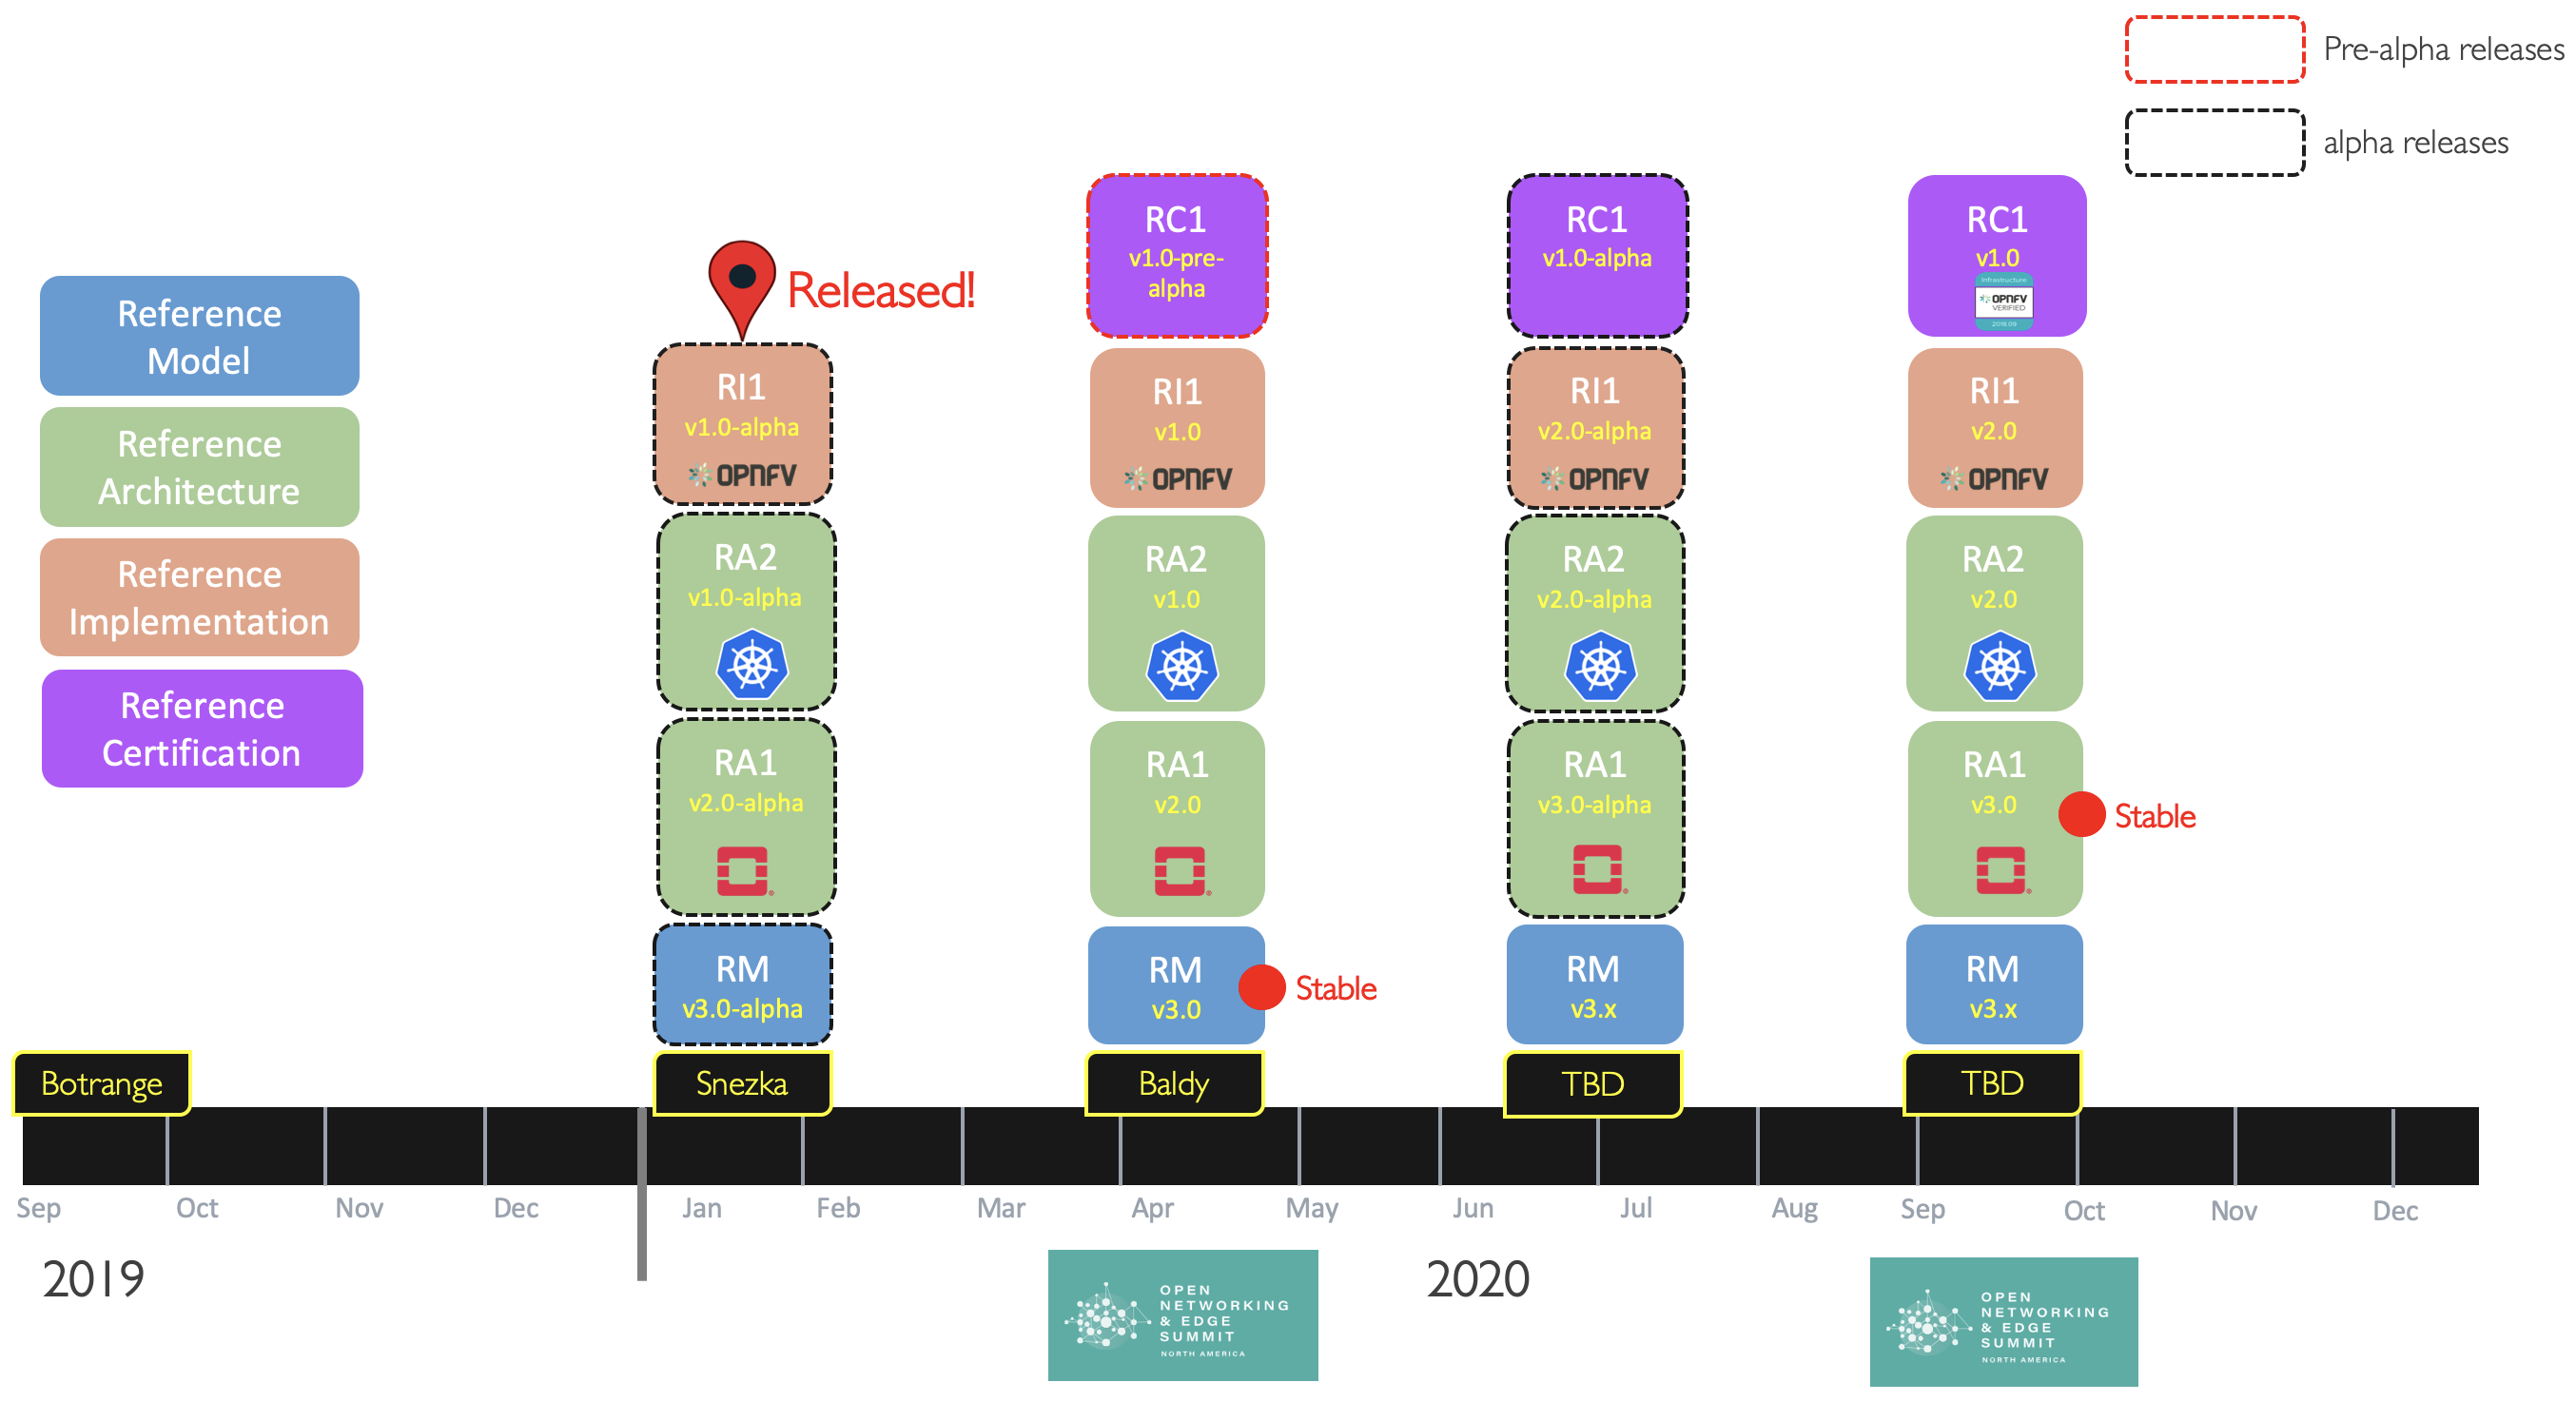 Pre-alpha releases
alpha releases
Reference
Model
Reference
Architecture
Reference
Implementation
Reference
Certification
Released!
RI1
v1.0-alpha
OPNFV
RA2
v1.0-alpha
RA1
v2.0-alpha
RM
v3.0-alpha
RC1
v1.0-pre-
alpha
RI1
v1.0
OPNFV
RA2
v1.0
RA1
v2.0
RM
v3.0
Stable
RC1
v1.0-alpha
RI1
v2.0-alpha
OPNFV
RA2
v2.0-alpha
RA1
v3.0-alpha
RM
v3.x
RC1
v1.0
Infrastructure
OPNFV
VERIFIED
2018.09
RI1
v2.0
OPNFV
RA2
v2.0
RA1
v3.0
Stable
RM
v3.x
Botrange
Snezka
Baldy
TBD
TBD
Sep
Oct
Nov
Dec
Jan
Feb
Mar
Apr
May
Jun
Jul
Aug
Sep
Oct
Nov
Dec
2019
2020
OPEN
NETWORKING
& EDGE
SUMMIT
NORTH AMERICA
OPEN
NETWORKING
& EDGE
SUMMIT
NORTH AMERICA